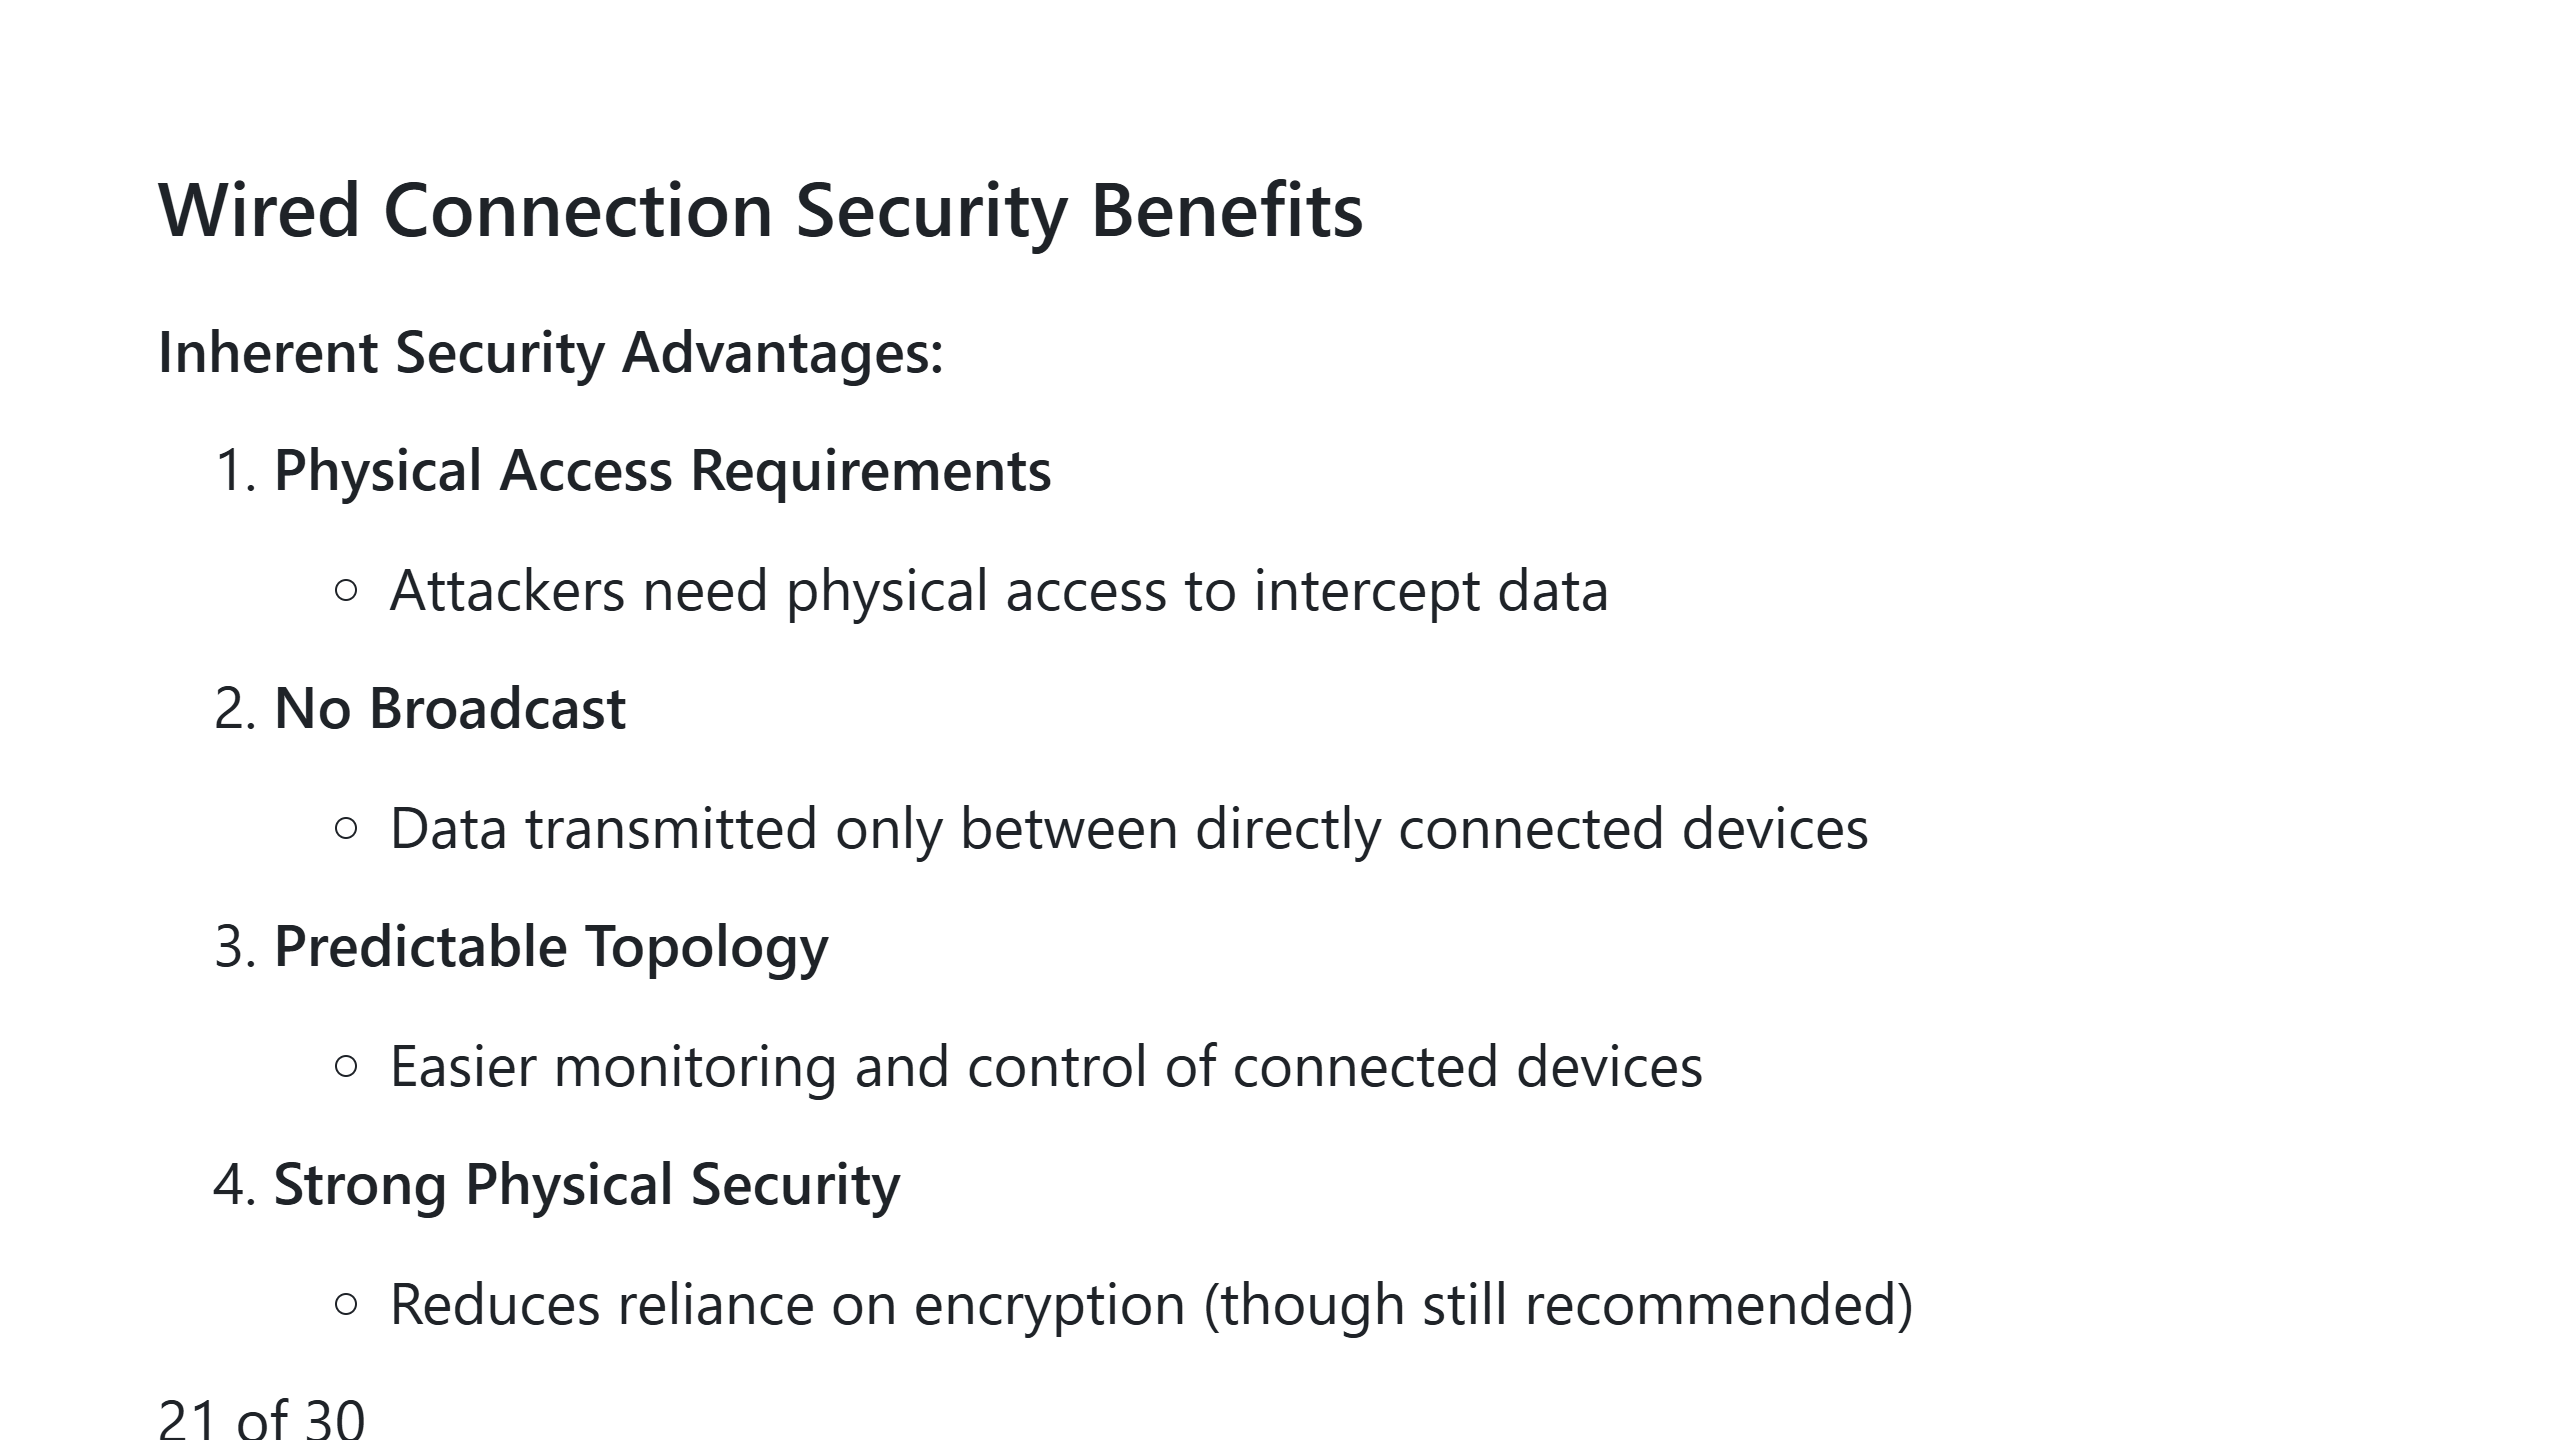 Wired Connection Security Benefits
Inherent Security Advantages:
1. Physical Access Requirements
○ Attackers need physical access to intercept data
2. No Broadcast
○ Data transmitted only between directly connected devices
3. Predictable Topology
○ Easier monitoring and control of connected devices
4. Strong Physical Security
○ Reduces reliance on encryption (though still recommended)
21 of 30